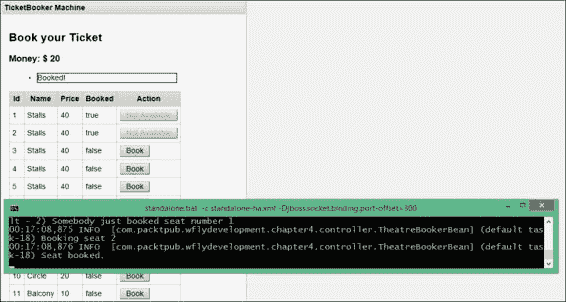 TicketBooker Machine
Book your Ticket
Money: $ 20
Booked!
Id Name Price Booked Action
1 Stalls 40 true Not Available
2 Stalls 40 true Not Available
3 Stalls 40 false Book
4 Stalls 40 false Book
5 Stalls 40 false Book
standalone.bat -c standalone-ha.xml -Djboss.socket.binding.port-offset=300
lt - 2) Somebody just booked seat number 1
00:17:08,875 INFO [com.packtpub.wflydevelopment.chapter4.controller.TheatreBookerBean] (default tas
k-18) Booking seat 2
00:17:08,876 INFO [com.packtpub.wflydevelopment.chapter4.controller.TheatreBookerBean] (default tas
k-18) Seat booked.
10 Circle 20 false Book
11 Balcony 10 false Book